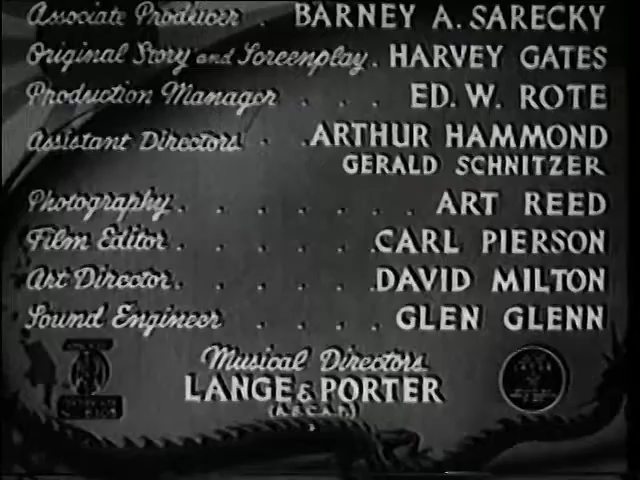 Associate Producer . BARNEY A. SARECKY
Original Story and Screenplay . HARVEY GATES
Production Manager . . . ED. W. ROTE
Assistant Directors . . ARTHUR HAMMOND
GERALD SCHNITZER
Photography . . . . . . . ART REED
Film Editor . . . . . . CARL PIERSON
Art Director . . . . . . DAVID MILTON
Sound Engineer . . . . GLEN GLENN
Musical Directors
LANGE & PORTER
(A.S.C.A.P.)